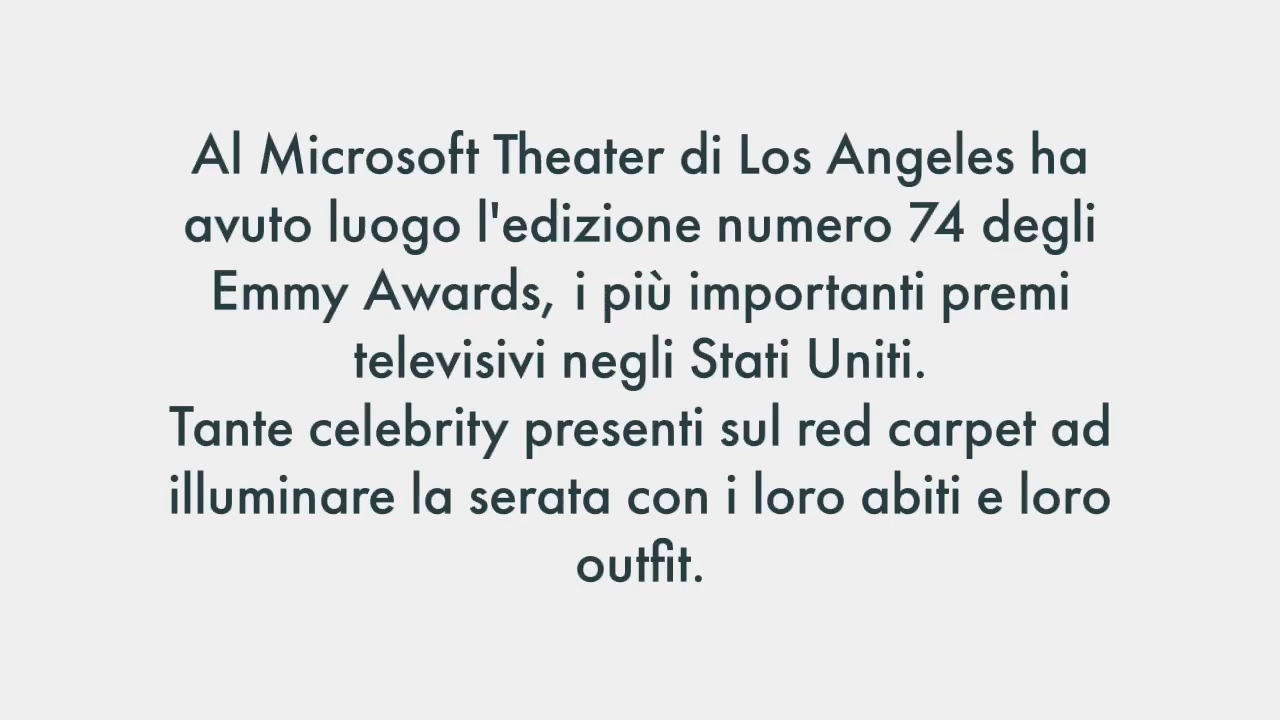 Al Microsoft Theater di Los Angeles ha
avuto luogo l'edizione numero 74 degli
Emmy Awards, i più importanti premi
televisivi negli Stati Uniti.
Tante celebrity presenti sul red carpet ad
illuminare la serata con i loro abiti e loro
outfit.